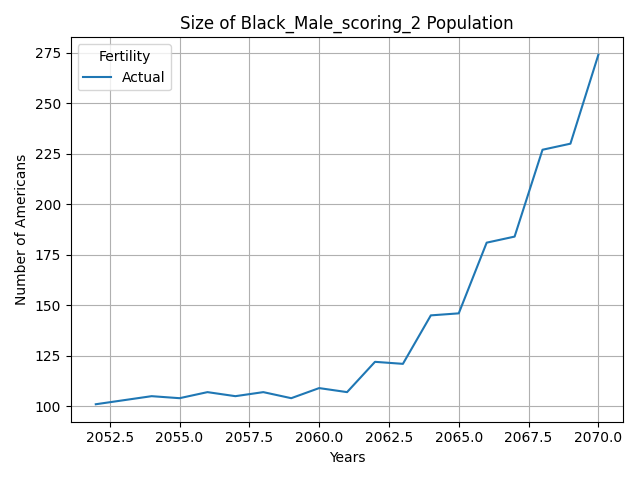 Size of Black_Male_scoring_2 Population
Fertility
Actual
Number of Americans
275
250
225
200
175
150
125
100
2052.5 2055.0 2057.5 2060.0 2062.5 2065.0 2067.5 2070.0
Years